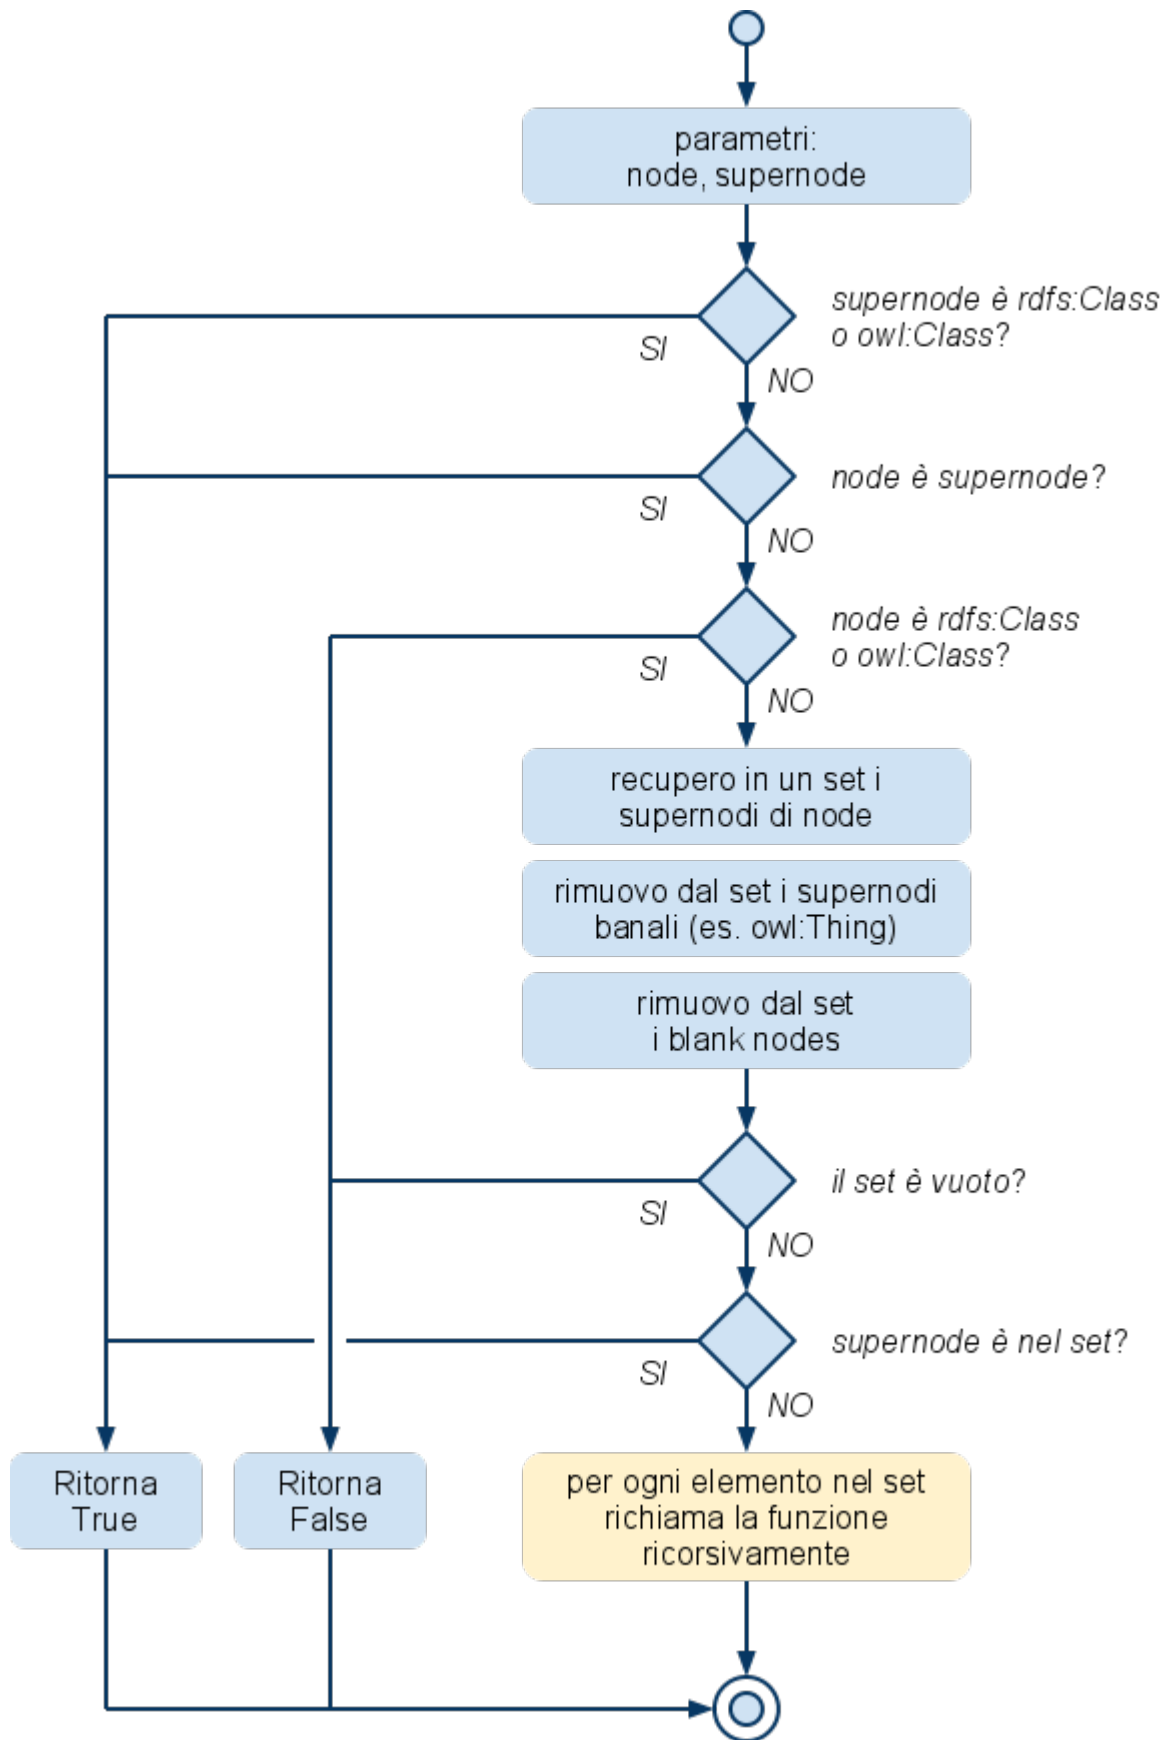 parametri:
node, supernode
supernode è rdfs:Class
o owl:Class?
SI
NO
node è supernode?
SI
NO
node è rdfs:Class
o owl:Class?
SI
NO
recupero in un set i
supernodi di node
rimuovo dal set i supernodi
banali (es. owl:Thing)
rimuovo dal set
i blank nodes
il set è vuoto?
SI
NO
supernode è nel set?
SI
NO
Ritorna
True
Ritorna
False
per ogni elemento nel set
richiama la funzione
ricorsivamente